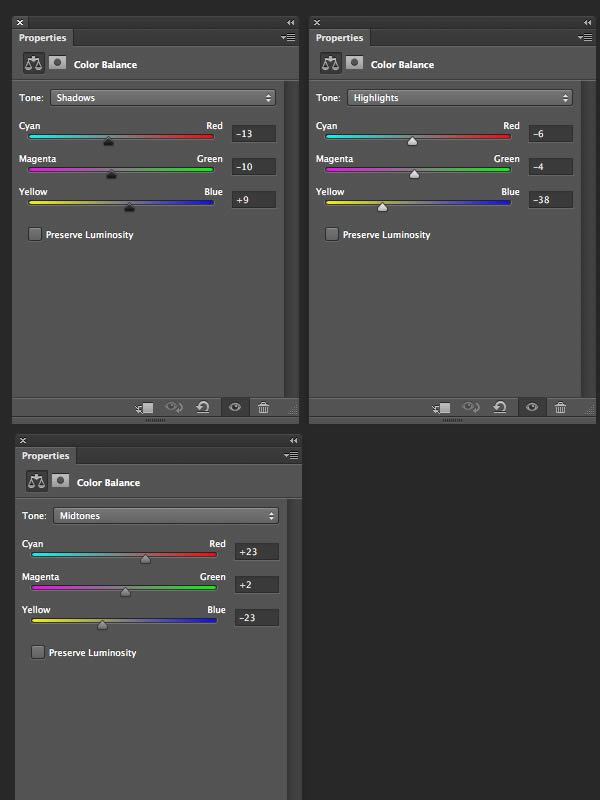 Properties
Color Balance
Tone: Shadows
Cyan Red -13
Magenta Green -10
Yellow Blue +9
Preserve Luminosity
Properties
Color Balance
Tone: Highlights
Cyan Red -6
Magenta Green -4
Yellow Blue -38
Preserve Luminosity
Properties
Color Balance
Tone: Midtones
Cyan Red +23
Magenta Green +2
Yellow Blue -23
Preserve Luminosity